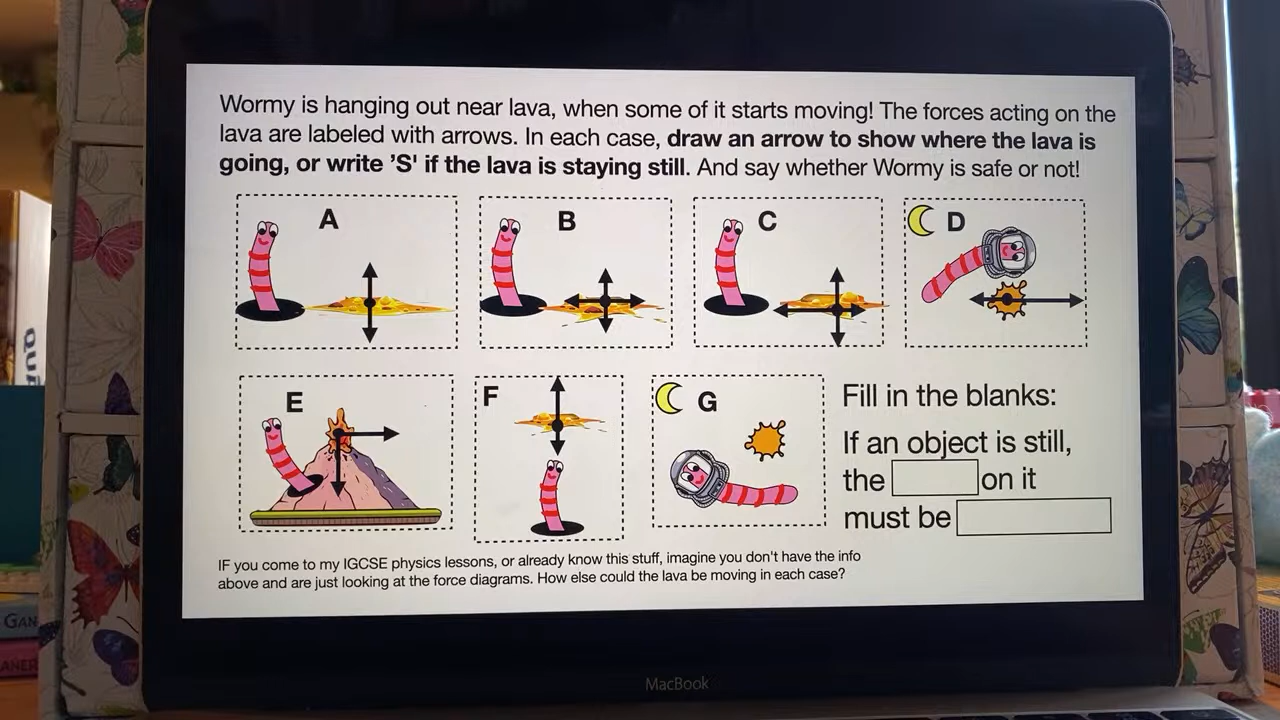 Wormy is hanging out near lava, when some of it starts moving! The forces acting on the
lava are labeled with arrows. In each case, draw an arrow to show where the lava is
going, or write 'S' if the lava is staying still. And say whether Wormy is safe or not!
A
B
C
D
E
F
G
Fill in the blanks:
If an object is still,
the on it
must be
IF you come to my IGCSE physics lessons, or already know this stuff, imagine you don't have the info
above and are just looking at the force diagrams. How else could the lava be moving in each case?
MacBook
GAN